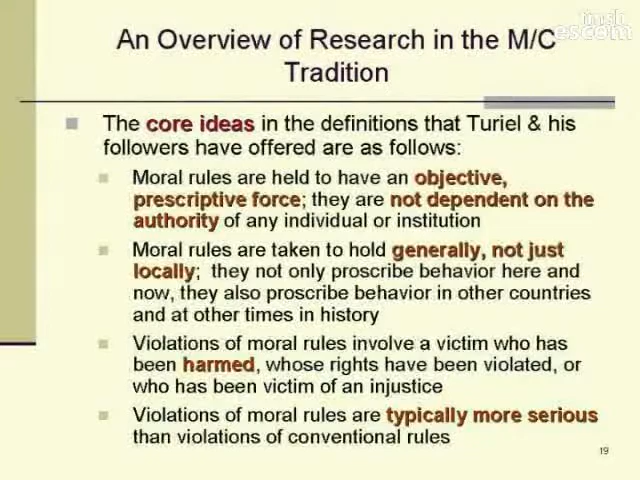 An Overview of Research in the M/C
Tradition
The core ideas in the definitions that Turiel & his
followers have offered are as follows:
Moral rules are held to have an objective,
prescriptive force; they are not dependent on the
authority of any individual or institution
Moral rules are taken to hold generally, not just
locally; they not only proscribe behavior here and
now, they also proscribe behavior in other countries
and at other times in history
Violations of moral rules involve a victim who has
been harmed, whose rights have been violated, or
who has been victim of an injustice
Violations of moral rules are typically more serious
than violations of conventional rules
19
escom